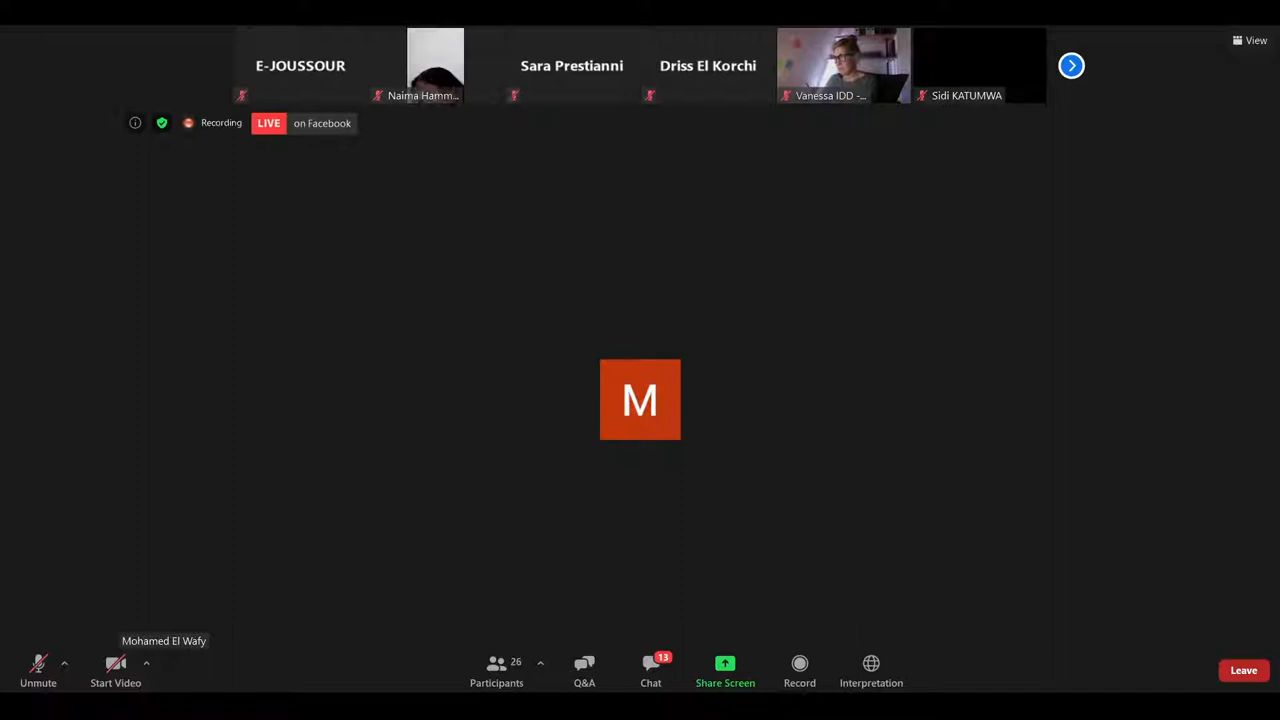 View
E-JOUSSOUR
Naima Hamm...
Sara Prestianni
Driss El Korchi
Vanessa IDD -...
Sidi KATUMWA
Recording
LIVE on Facebook
M
Mohamed El Wafy
Unmute
Start Video
26
Participants
Q&A
13
Chat
Share Screen
Record
Interpretation
Leave